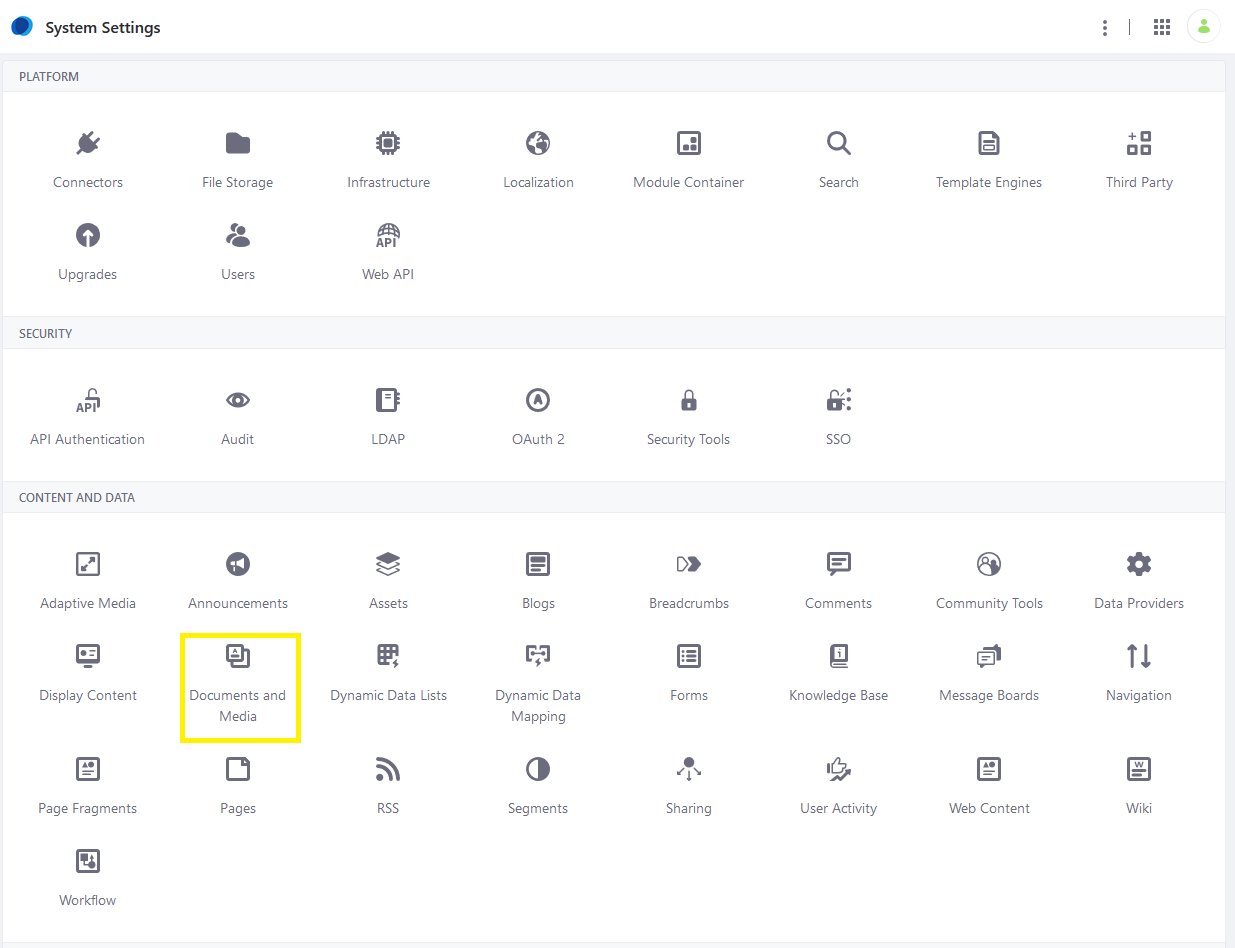 System Settings
PLATFORM
Connectors
File Storage
Infrastructure
Localization
Module Container
Search
Template Engines
Third Party
API
Upgrades
Users
Web API
SECURITY
API
API Authentication
Audit
LDAP
OAuth 2
Security Tools
SSO
CONTENT AND DATA
Adaptive Media
Announcements
Assets
Blogs
Breadcrumbs
Comments
Community Tools
Data Providers
Display Content
Documents and
Media
Dynamic Data Lists
Dynamic Data
Mapping
Forms
Knowledge Base
Message Boards
Navigation
Page Fragments
Pages
RSS
Segments
Sharing
User Activity
Web Content
Wiki
Workflow